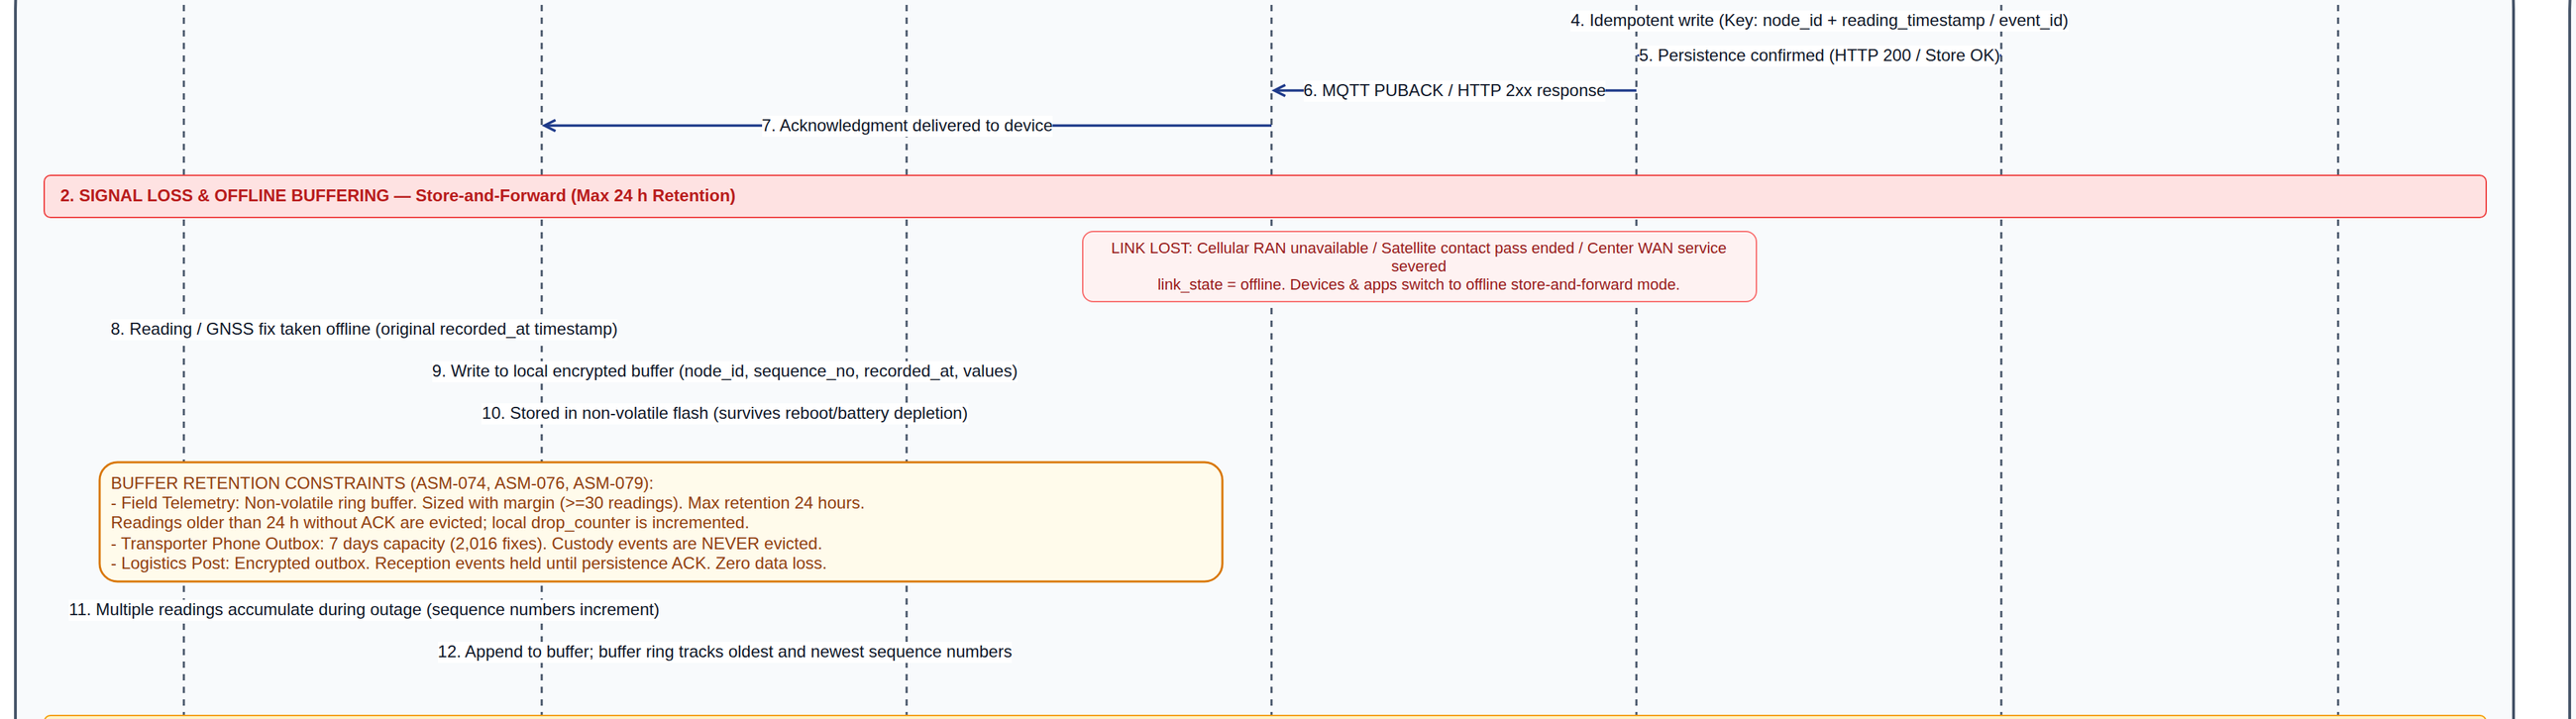 4. Idempotent write (Key: node_id + reading_timestamp / event_id)
5. Persistence confirmed (HTTP 200 / Store OK)
6. MQTT PUBACK / HTTP 2xx response
7. Acknowledgment delivered to device
2. SIGNAL LOSS & OFFLINE BUFFERING — Store-and-Forward (Max 24 h Retention)
LINK LOST: Cellular RAN unavailable / Satellite contact pass ended / Center WAN service
severed
link_state = offline. Devices & apps switch to offline store-and-forward mode.
8. Reading / GNSS fix taken offline (original recorded_at timestamp)
9. Write to local encrypted buffer (node_id, sequence_no, recorded_at, values)
10. Stored in non-volatile flash (survives reboot/battery depletion)
BUFFER RETENTION CONSTRAINTS (ASM-074, ASM-076, ASM-079):
- Field Telemetry: Non-volatile ring buffer. Sized with margin (>=30 readings). Max retention 24 hours.
Readings older than 24 h without ACK are evicted; local drop_counter is incremented.
- Transporter Phone Outbox: 7 days capacity (2,016 fixes). Custody events are NEVER evicted.
- Logistics Post: Encrypted outbox. Reception events held until persistence ACK. Zero data loss.
11. Multiple readings accumulate during outage (sequence numbers increment)
12. Append to buffer; buffer ring tracks oldest and newest sequence numbers